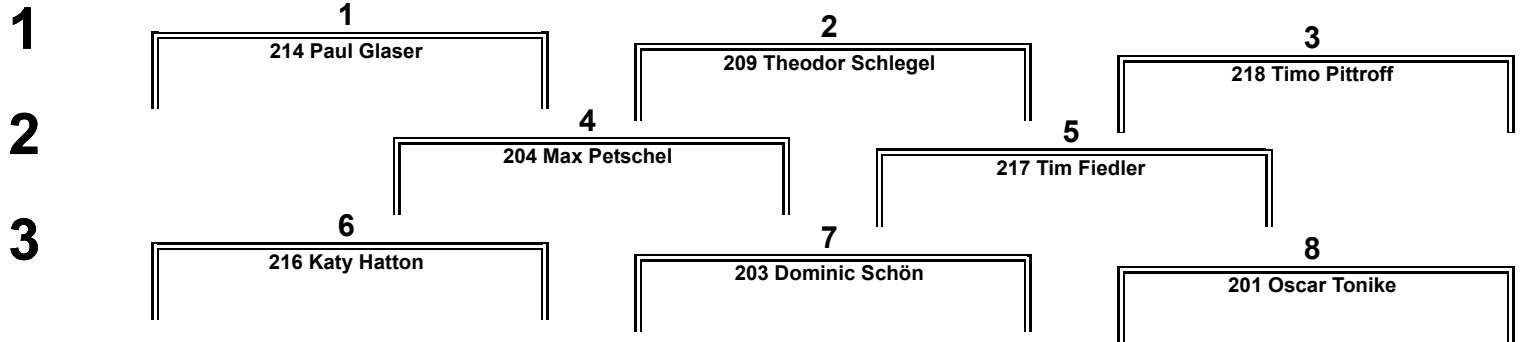 1
1
214 Paul Glaser
2
209 Theodor Schlegel
3
218 Timo Pittroff
2
4
204 Max Petschel
5
217 Tim Fiedler
3
6
216 Katy Hatton
7
203 Dominic Schön
8
201 Oscar Tonike